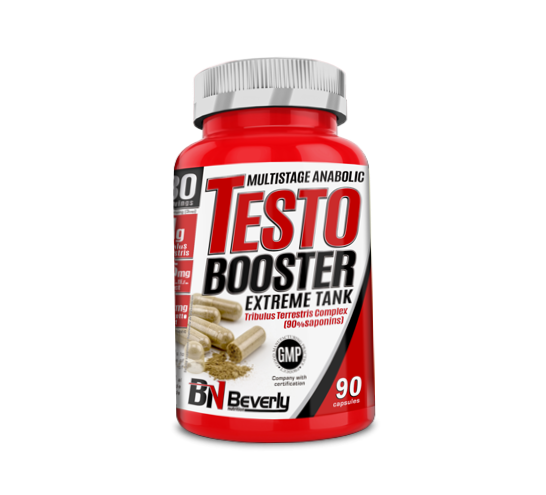 MULTISTAGE ANABOLIC
TESTO
BOOSTER
EXTREME TANK
Tribulus Terrestris Complex
(90%saponins)
GMP
Company with
certification
BN Beverly
nutrition
90
capsules